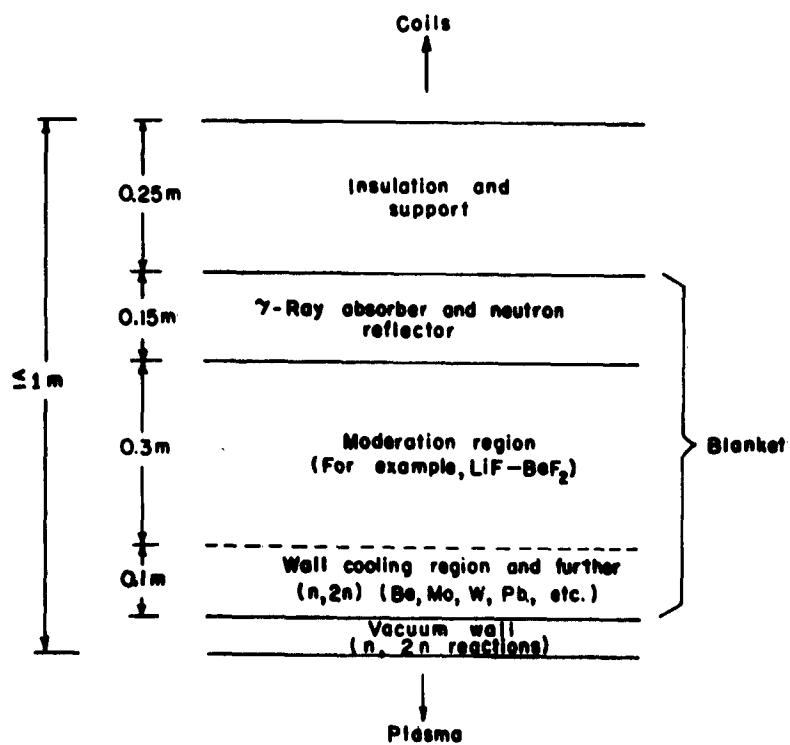 Coils
Insulation and
support
0.25m
γ-Ray absorber and neutron
reflector
0.15m
≤1m
Moderation region
(For example, LiF-BeF₂)
0.3m
Blanket
Wall cooling region and further
(n,2n) (Be, Mo, W, Pb, etc.)
0.1m
Vacuum wall
(n, 2n reactions)
Plasma